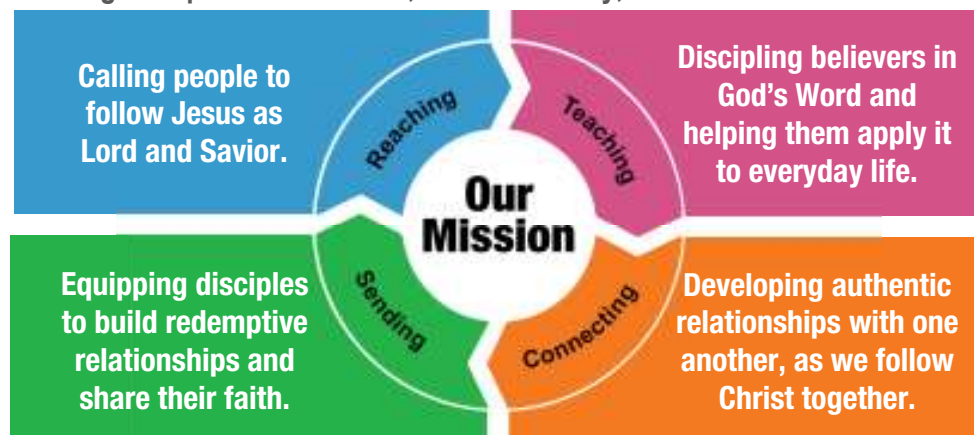 Calling people to
follow Jesus as
Lord and Savior.
Reaching
Teaching
Discipling believers in
God's Word and
helping them apply it
to everyday life.
Our
Mission
Equipping disciples
to build redemptive
relationships and
share their faith.
Sending
Connecting
Developing authentic
relationships with one
another, as we follow
Christ together.